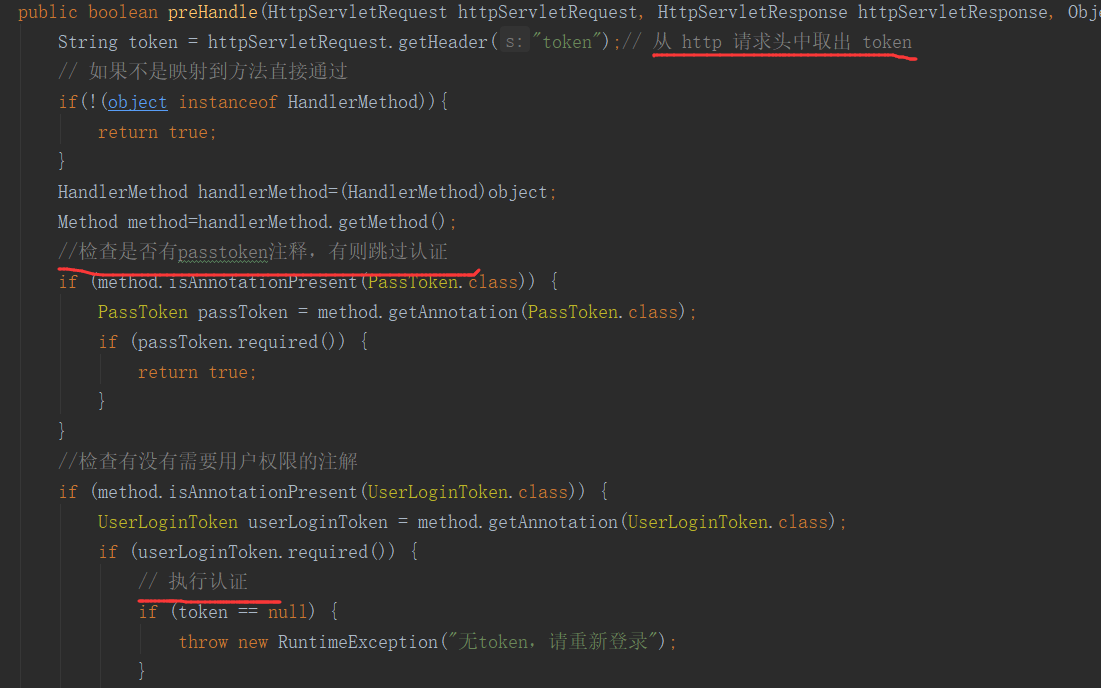 public boolean preHandle(HttpServletRequest httpServletRequest, HttpServletResponse httpServletResponse, Obj
String token = httpServletRequest.getHeader( s: "token");// 从 http 请求头中取出 token
// 如果不是映射到方法直接通过
if(!(object instanceof HandlerMethod)){
return true;
}
HandlerMethod handlerMethod=(HandlerMethod)object;
Method method=handlerMethod.getMethod();
//检查是否有passtoken注释，有则跳过认证
if (method.isAnnotationPresent(PassToken.class)) {
PassToken passToken = method.getAnnotation(PassToken.class);
if (passToken.required()) {
return true;
}
}
//检查有没有需要用户权限的注解
if (method.isAnnotationPresent(UserLoginToken.class)) {
UserLoginToken userLoginToken = method.getAnnotation(UserLoginToken.class);
if (userLoginToken.required()) {
// 执行认证
if (token == null) {
throw new RuntimeException("无token，请重新登录");
}